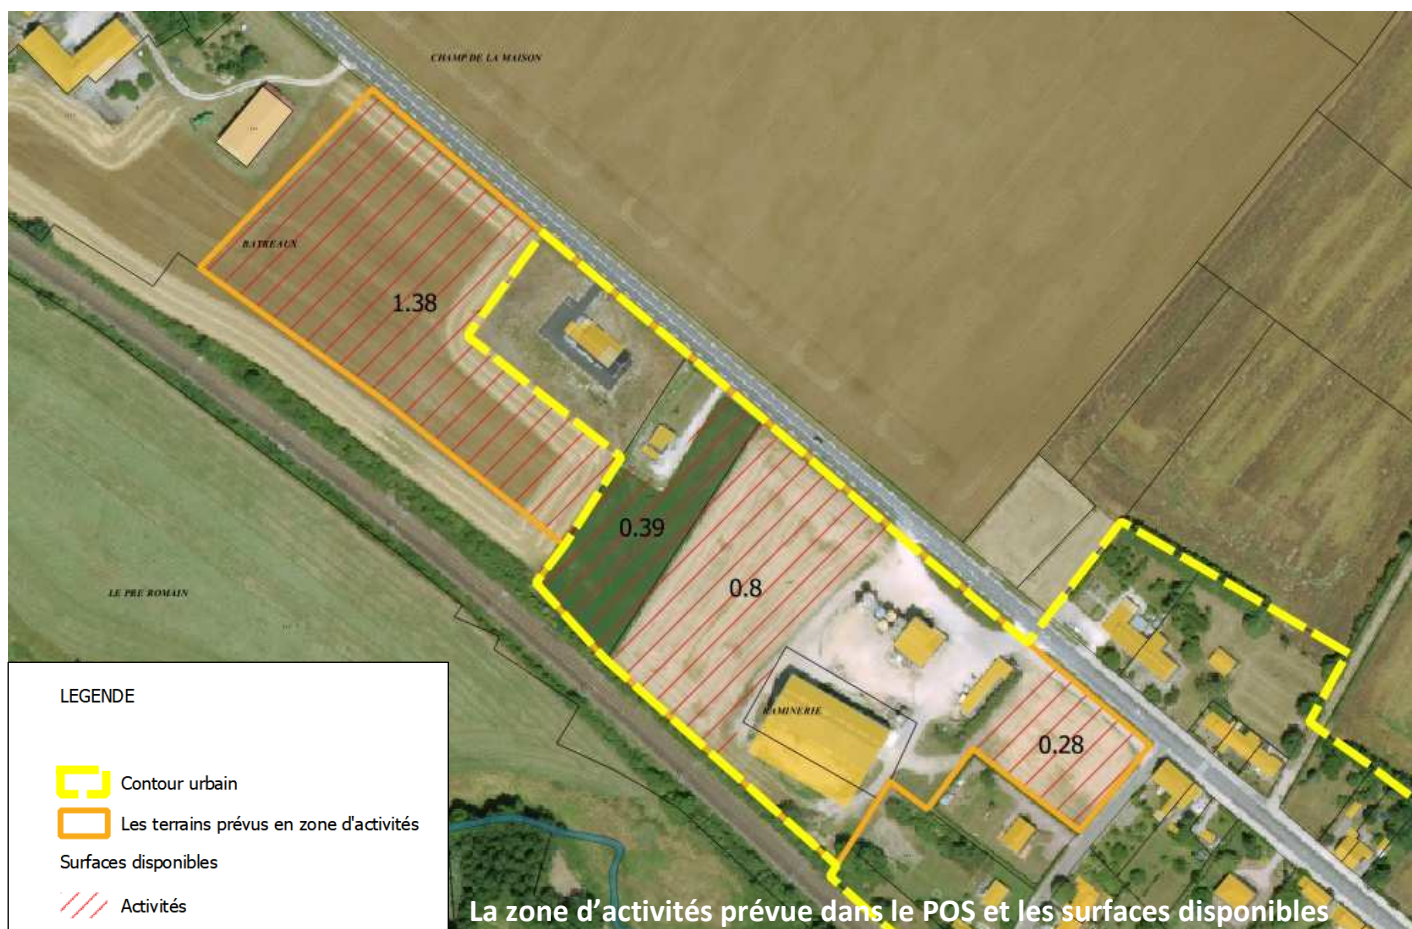 CHAMP DE LA MAISON
BATREAUX
1.38
0.39
0.8
LE PRE ROMAIN
RAMINERIE
0.28
LEGENDE
Contour urbain
Les terrains prévus en zone d'activités
Surfaces disponibles
Activités
La zone d’activités prévue dans le POS et les surfaces disponibles